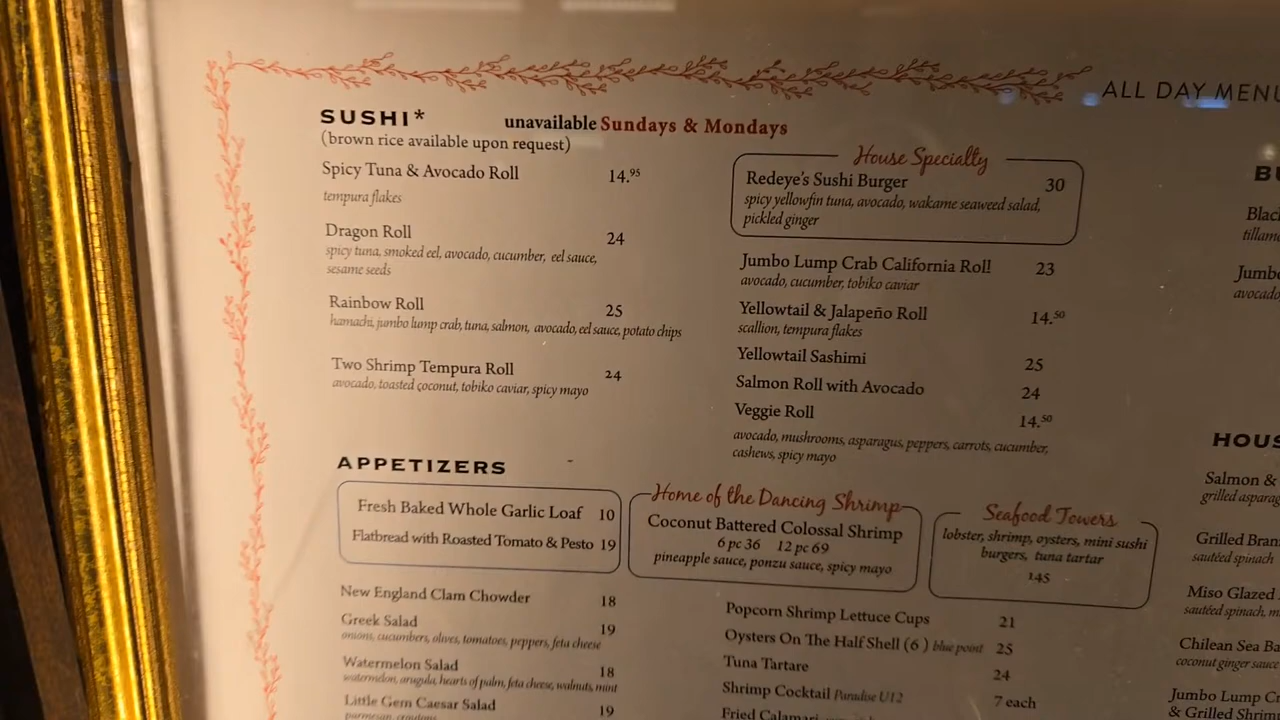 ALL DAY MENU
SUSHI* unavailable Sundays & Mondays
(brown rice available upon request)
Spicy Tuna & Avocado Roll 14.95
tempura flakes
Dragon Roll 24
spicy tuna, smoked eel, avocado, cucumber, eel sauce,
sesame seeds
Rainbow Roll 25
hamachi, jumbo lump crab, tuna, salmon, avocado, eel sauce, potato chips
Two Shrimp Tempura Roll 24
avocado, toasted coconut, tobiko caviar, spicy mayo
House Specialty
Redeye's Sushi Burger 30
spicy yellowfin tuna, avocado, wakame seaweed salad,
pickled ginger
Jumbo Lump Crab California Roll 23
avocado, cucumber, tobiko caviar
Yellowtail & Jalapeño Roll 14.50
scallion, tempura flakes
Yellowtail Sashimi 25
Salmon Roll with Avocado 24
Veggie Roll 14.50
avocado, mushrooms, asparagus, peppers, carrots, cucumber,
cashews, spicy mayo
APPETIZERS
Fresh Baked Whole Garlic Loaf 10
Flatbread with Roasted Tomato & Pesto 19
Home of the Dancing Shrimp
Coconut Battered Colossal Shrimp
6 pc 36 12 pc 69
pineapple sauce, ponzu sauce, spicy mayo
Seafood Towers
lobster, shrimp, oysters, mini sushi
burgers, tuna tartar
145
New England Clam Chowder 18
Greek Salad 19
onions, cucumbers, olives, tomatoes, peppers, feta cheese
Watermelon Salad 18
watermelon, arugula, hearts of palm, feta cheese, walnuts, mint
Little Gem Caesar Salad 19
parmesan, croutons
Popcorn Shrimp Lettuce Cups 21
Oysters On The Half Shell (6 ) blue point 25
Tuna Tartare 24
Shrimp Cocktail Paradise U12 7 each
Fried Calamari
Jumbo
avocado
HOUS
Salmon &
grilled asparag
Grilled Bran
sautéed spinach
Miso Glazed
sautéed spinach, m
Chilean Sea Ba
coconut ginger sauce
Jumbo Lump Cr
& Grilled Shrim